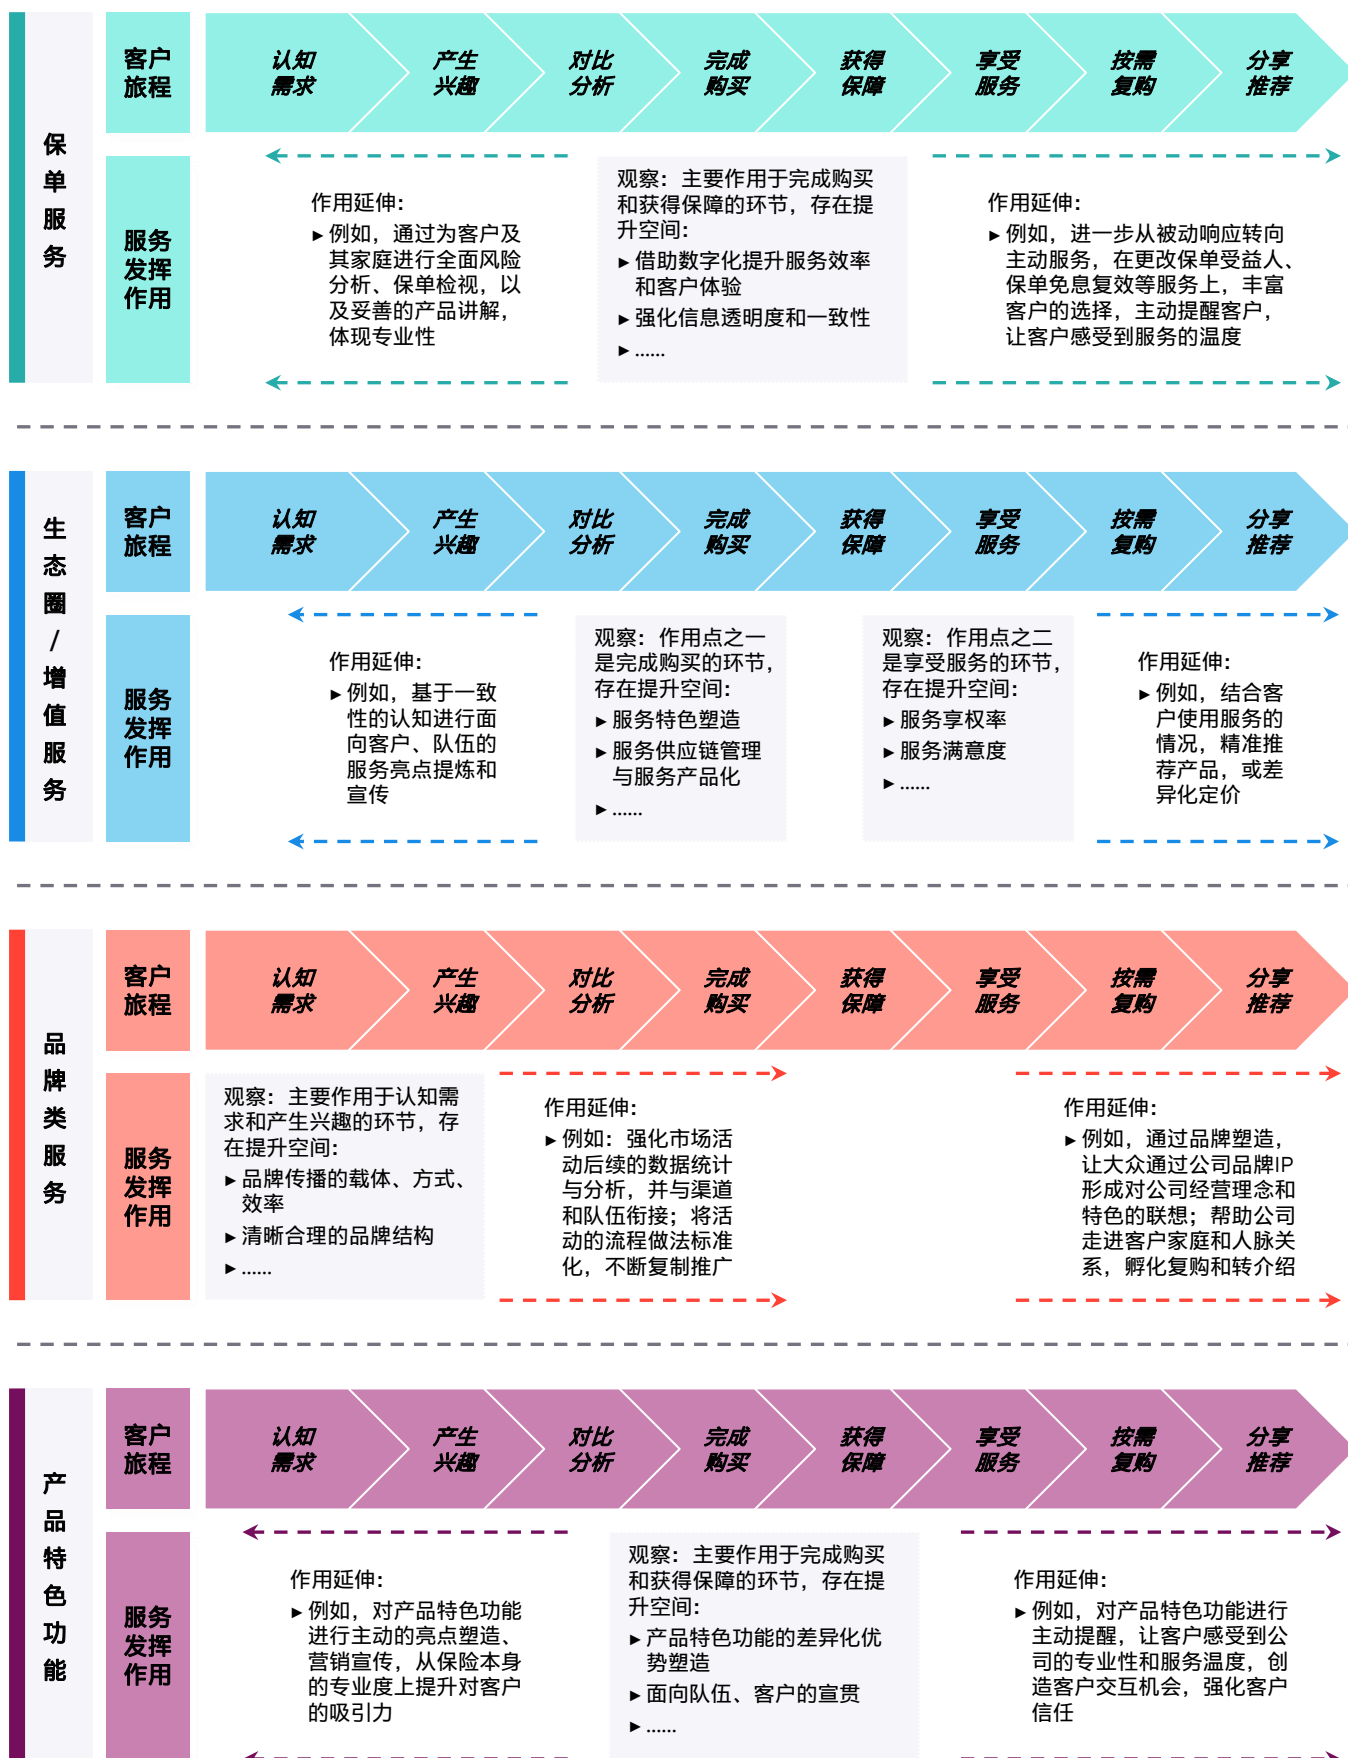 保单服务
客户旅程
认知需求
产生兴趣
对比分析
完成购买
获得保障
享受服务
按需复购
分享推荐
服务发挥作用
作用延伸：
►例如，通过为客户及
其家庭进行全面风险
分析、保单检视，以
及妥善的产品讲解，
体现专业性
观察：主要作用于完成购买
和获得保障的环节，存在提
升空间：
►借助数字化提升服务效率
和客户体验
►强化信息透明度和一致性
►......
作用延伸：
►例如，进一步从被动响应转向
主动服务，在更改保单受益人、
保单免息复效等服务上，丰富
客户的选择，主动提醒客户，
让客户感受到服务的温度
生态圈/增值服务
客户旅程
认知需求
产生兴趣
对比分析
完成购买
获得保障
享受服务
按需复购
分享推荐
服务发挥作用
作用延伸：
►例如，基于一致
性的认知进行面
向客户、队伍的
服务亮点提炼和
宣传
观察：作用点之一
是完成购买的环节，
存在提升空间：
►服务特色塑造
►服务供应链管理
与服务产品化
►......
观察：作用点之二
是享受服务的环节，
存在提升空间：
►服务享权率
►服务满意度
►......
作用延伸：
►例如，结合客
户使用服务的
情况，精准推
荐产品，或差
异化定价
品牌类服务
客户旅程
认知需求
产生兴趣
对比分析
完成购买
获得保障
享受服务
按需复购
分享推荐
服务发挥作用
观察：主要作用于认知需
求和产生兴趣的环节，存
在提升空间：
►品牌传播的载体、方式、
效率
►清晰合理的品牌结构
►......
作用延伸：
►例如：强化市场活
动后续的数据统计
与分析，并与渠道
和队伍衔接；将活
动的流程做法标准
化，不断复制推广
作用延伸：
►例如，通过品牌塑造，
让大众通过公司品牌IP
形成对公司经营理念和
特色的联想；帮助公司
走进客户家庭和人脉关
系，孵化复购和转介绍
产品特色功能
客户旅程
认知需求
产生兴趣
对比分析
完成购买
获得保障
享受服务
按需复购
分享推荐
服务发挥作用
作用延伸：
►例如，对产品特色功能
进行主动的亮点塑造、
营销宣传，从保险本身
的专业度上提升对客户
的吸引力
观察：主要作用于完成购买
和获得保障的环节，存在提
升空间：
►产品特色功能的差异化优
势塑造
►面向队伍、客户的宣贯
►......
作用延伸：
►例如，对产品特色功能进行
主动提醒，让客户感受到公
司的专业性和服务温度，创
造客户交互机会，强化客户
信任